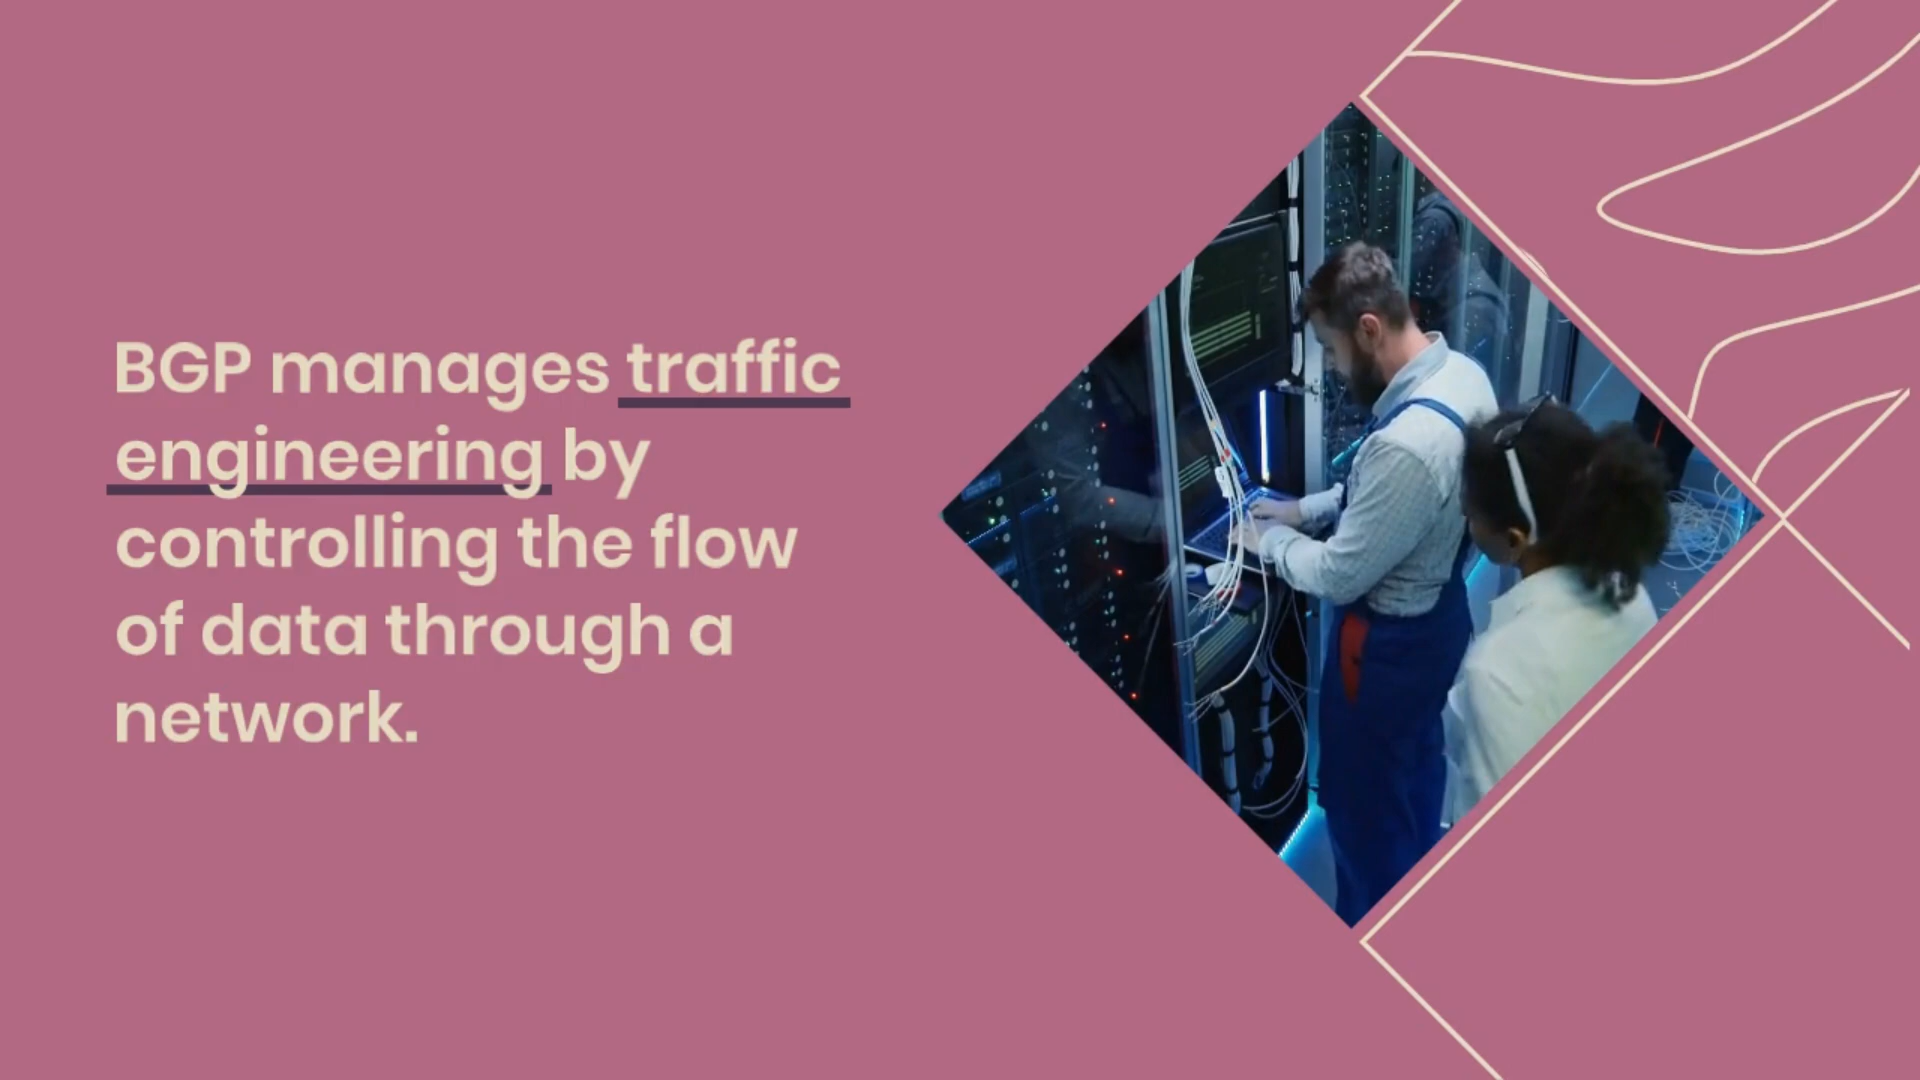 BGP manages traffic
engineering by
controlling the flow
of data through a
network.